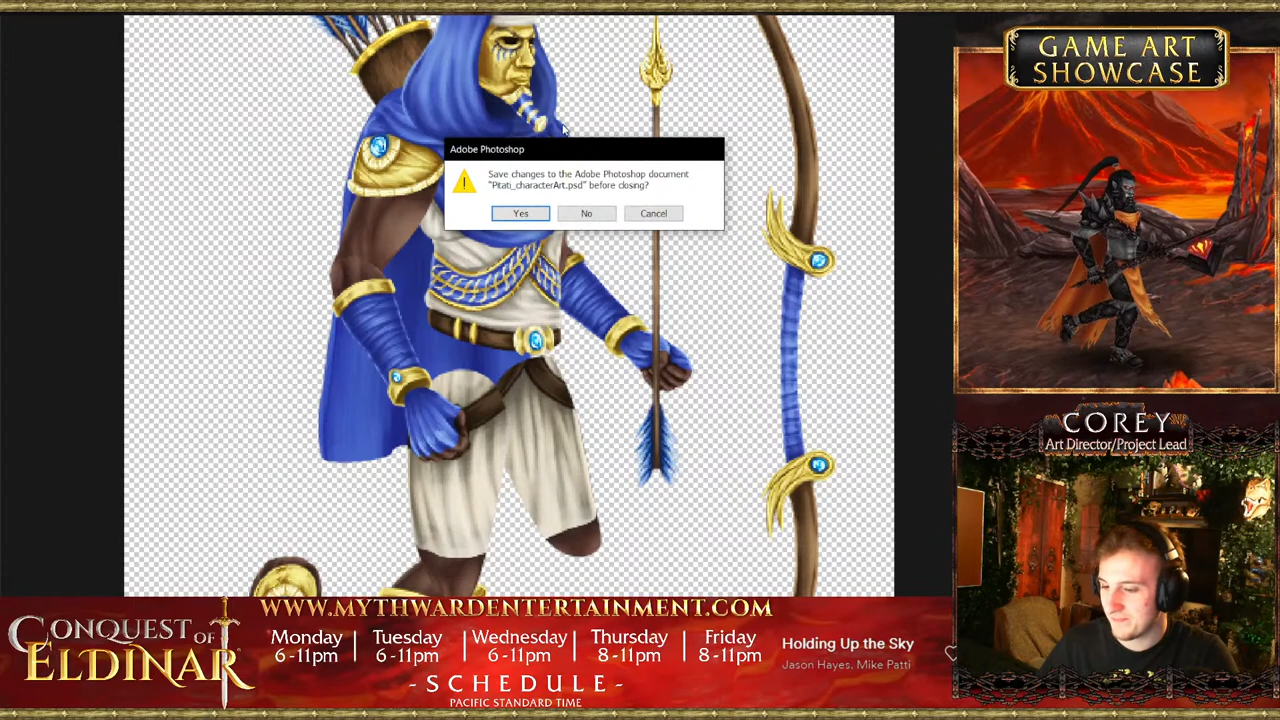 GAME ART
SHOWCASE
Adobe Photoshop
Save changes to the Adobe Photoshop document
"Pitati_characterArt.psd" before closing?
Yes
No
Cancel
COREY
Art Director/Project Lead
WWW.MYTHWARDENTERTAINMENT.COM
CONQUEST OF
ELDINAR
Monday
6 -11pm
Tuesday
6 -11pm
Wednesday
6 -11pm
Thursday
8 -11pm
Friday
8 -11pm
- SCHEDULE -
PACIFIC STANDARD TIME
Holding Up the Sky
Jason Hayes, Mike Patti